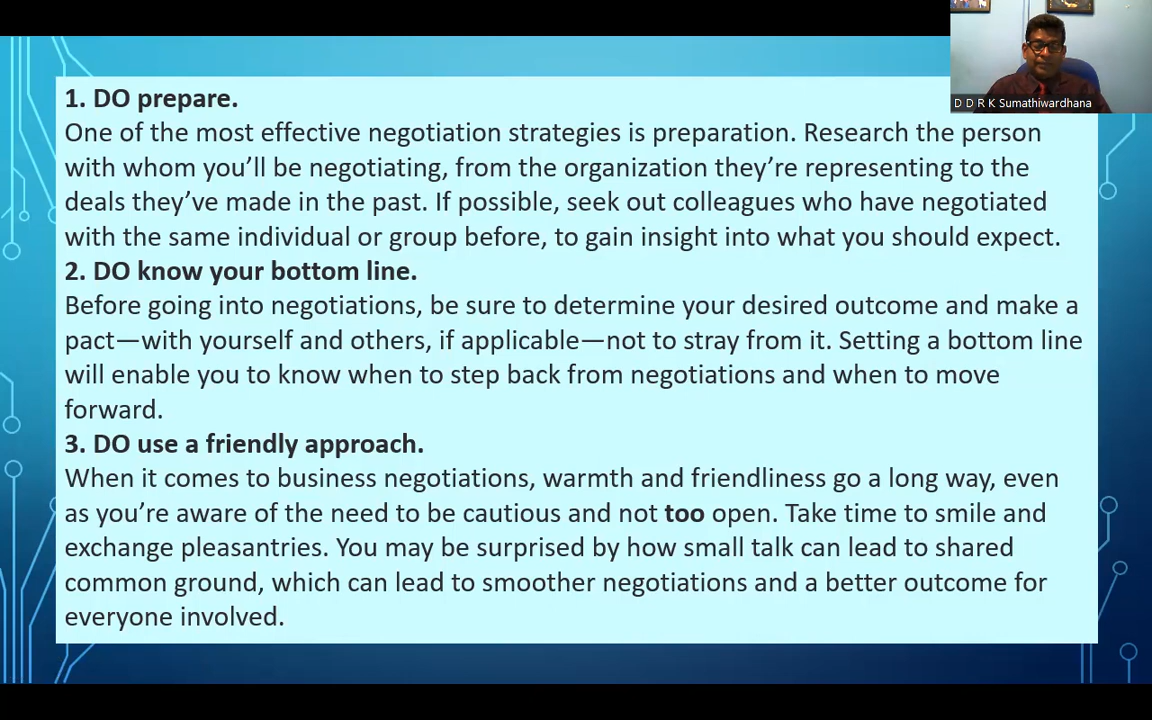 1. DO prepare.
One of the most effective negotiation strategies is preparation. Research the person
with whom you’ll be negotiating, from the organization they’re representing to the
deals they’ve made in the past. If possible, seek out colleagues who have negotiated
with the same individual or group before, to gain insight into what you should expect.
2. DO know your bottom line.
Before going into negotiations, be sure to determine your desired outcome and make a
pact—with yourself and others, if applicable—not to stray from it. Setting a bottom line
will enable you to know when to step back from negotiations and when to move
forward.
3. DO use a friendly approach.
When it comes to business negotiations, warmth and friendliness go a long way, even
as you’re aware of the need to be cautious and not too open. Take time to smile and
exchange pleasantries. You may be surprised by how small talk can lead to shared
common ground, which can lead to smoother negotiations and a better outcome for
everyone involved.
D D R K Sumathiwardhana